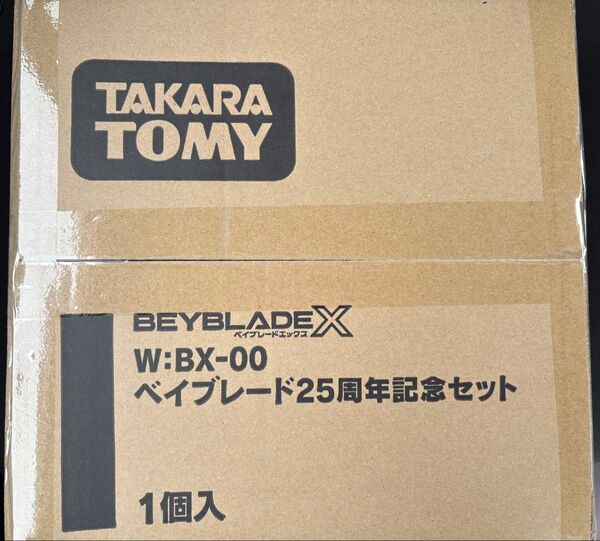 TAKARA
TOMY
BEYBLADE X
ベイブレードエックス
W:BX-00
ベイブレード25周年記念セット
1個入